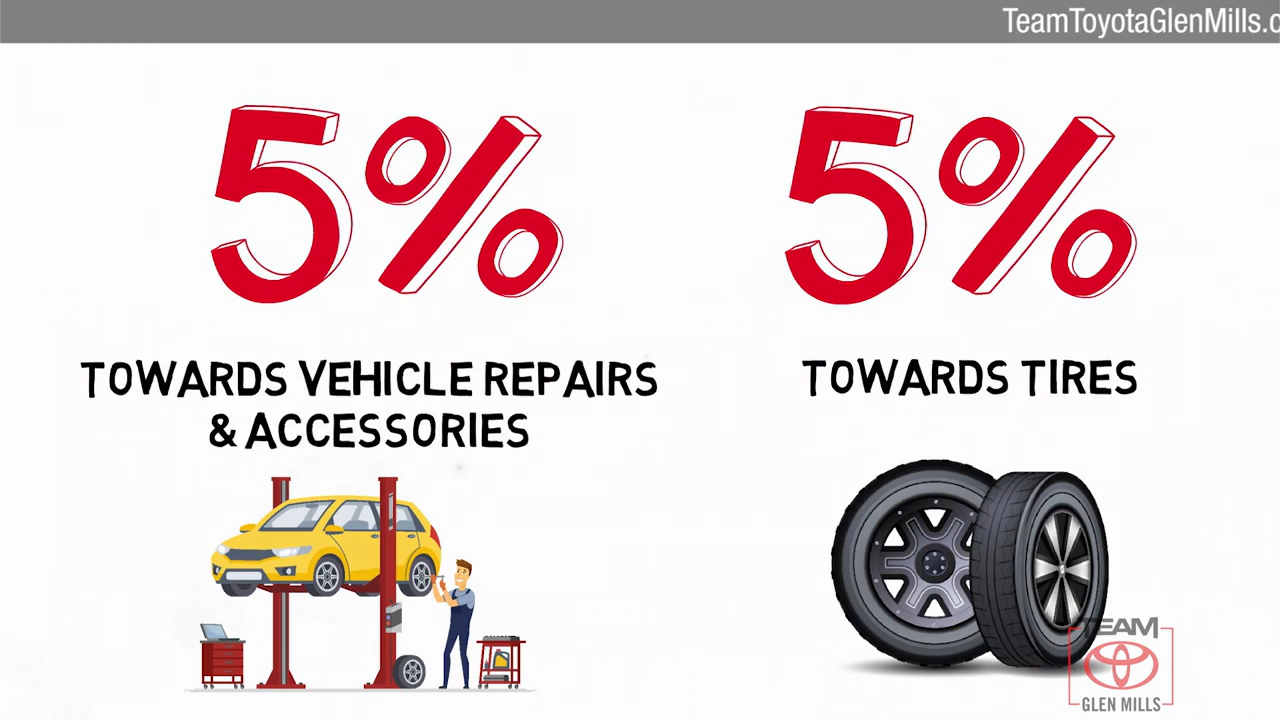 TeamToyotaGlenMills.c
5% 5%
TOWARDS VEHICLE REPAIRS
& ACCESSORIES
TOWARDS TIRES
TEAM
GLEN MILLS